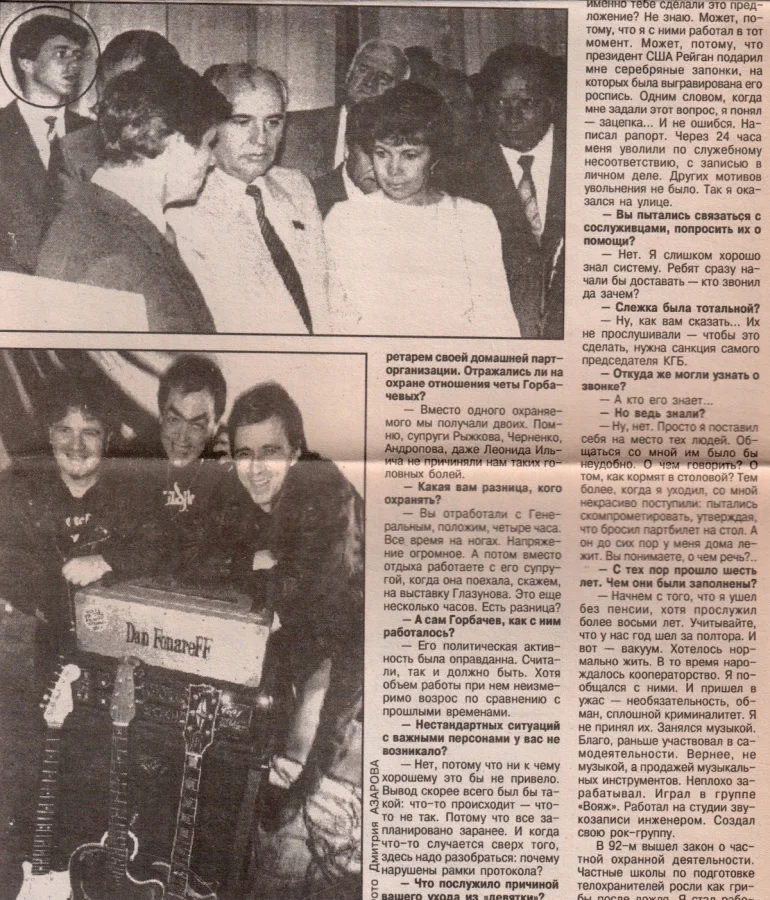 Dan FonareFF
Фото Дмитрия АЗАРОВА
ретарем своей домашней парт-
организации. Отражались ли на
охране отношения четы Горба-
чевых?
— Вместо одного охраняе-
мого мы получали двоих. Пом-
ню, супруги Рыжкова, Черненко,
Андропова, даже Леонида Иль-
ича не причиняли нам таких го-
ловных болей.
— Какая вам разница, кого
охранять?
— Вы отработали с Гене-
ральным, положим, четыре часа.
Все время на ногах. Напряже-
ние огромное. А потом вместо
отдыха работаете с его супру-
гой, когда она поехала, скажем,
на выставку Глазунова. Это еще
несколько часов. Есть разница?
— А сам Горбачев, как с ним
работалось?
— Его политическая актив-
ность была оправданна. Счита-
ли, так и должно быть. Хотя
объем работы при нем неизме-
римо возрос по сравнению с
прошлыми временами.
— Нестандартных ситуаций
с важными персонами у вас не
возникало?
— Нет, потому что ни к чему
хорошему это бы не привело.
Вывод скорее всего был бы та-
кой: что-то происходит — что-
то не так. Потому что все за-
планировано заранее. И когда
что-то случается сверх того,
здесь надо разобраться: почему
нарушены рамки протокола?
— Что послужило причиной
вашего ухода из «девятки»?
именно тебе сделали это пред-
ложение? Не знаю. Может, по-
тому, что я с ними работал в тот
момент. Может, потому, что
президент США Рейган подарил
мне серебряные запонки, на
которых была выгравирована его
роспись. Одним словом, когда
мне задали этот вопрос, я понял
— зацепка... И не ошибся. На-
писал рапорт. Через 24 часа
меня уволили по служебному
несоответствию, с записью в
личном деле. Других мотивов
увольнения не было. Так я ока-
зался на улице.
— Вы пытались связаться с
сослуживцами, попросить их о
помощи?
— Нет. Я слишком хорошо
знал систему. Ребят сразу на-
чали бы доставать — кто звонил
да зачем?
— Слежка была тотальной?
— Ну, как вам сказать... Их
не прослушивали — чтобы это
сделать, нужна санкция самого
председателя КГБ.
— Откуда же могли узнать о
звонке?
— А кто его знает...
— Но ведь знали?
— Ну, нет. Просто я поставил
себя на место тех людей. Об-
щаться со мной им было бы
неудобно. О чем говорить? О
том, как кормят в столовой? Тем
более, когда я уходил, со мной
некрасиво поступили: пытались
скомпрометировать, утверждая,
что бросил партбилет на стол. А
он до сих пор у меня дома ле-
жит. Вы понимаете, о чем речь?..
— С тех пор прошло шесть
лет. Чем они были заполнены?
— Начнем с того, что я ушел
без пенсии, хотя прослужил
более восьми лет. Учитывайте,
что у нас год шел за полтора. И
вот — вакуум. Хотелось нор-
мально жить. В то время наро-
ждалось кооператорство. Я по-
общался с ними. И пришел в
ужас — необязательность, об-
ман, сплошной криминалитет. Я
не принял их. Занялся музыкой.
Благо, раньше участвовал в са-
модеятельности. Вернее, не
музыкой, а продажей музыкаль-
ных инструментов. Неплохо за-
рабатывал. Играл в группе
«Вояж». Работал на студии зву-
козаписи инженером. Создал
свою рок-группу.
В 92-м вышел закон о час-
тной охранной деятельности.
Частные школы по подготовке
телохранителей росли как гри-
бы после дождя. Я стал рабо-